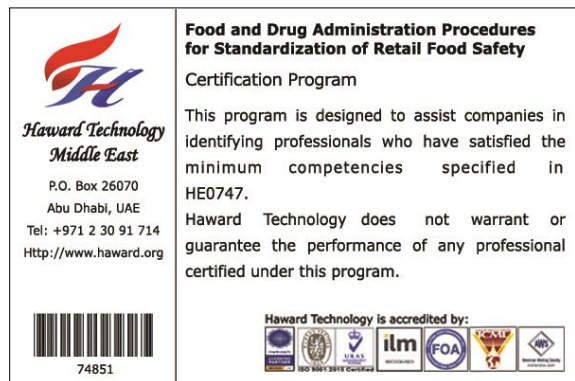 Haward Technology
Middle East
P.O. Box 26070
Abu Dhabi, UAE
Tel: +971 2 30 91 714
Http://www.haward.org
74851
Food and Drug Administration Procedures
for Standardization of Retail Food Safety
Certification Program
This program is designed to assist companies in
identifying professionals who have satisfied the
minimum competencies specified in
HE0747.
Haward Technology does not warrant or
guarantee the performance of any professional
certified under this program.
Haward Technology is accredited by:
UKAS
ilm
RECOGNISED
FOA
ICML
AWS
ISO 9001:2015 Certified